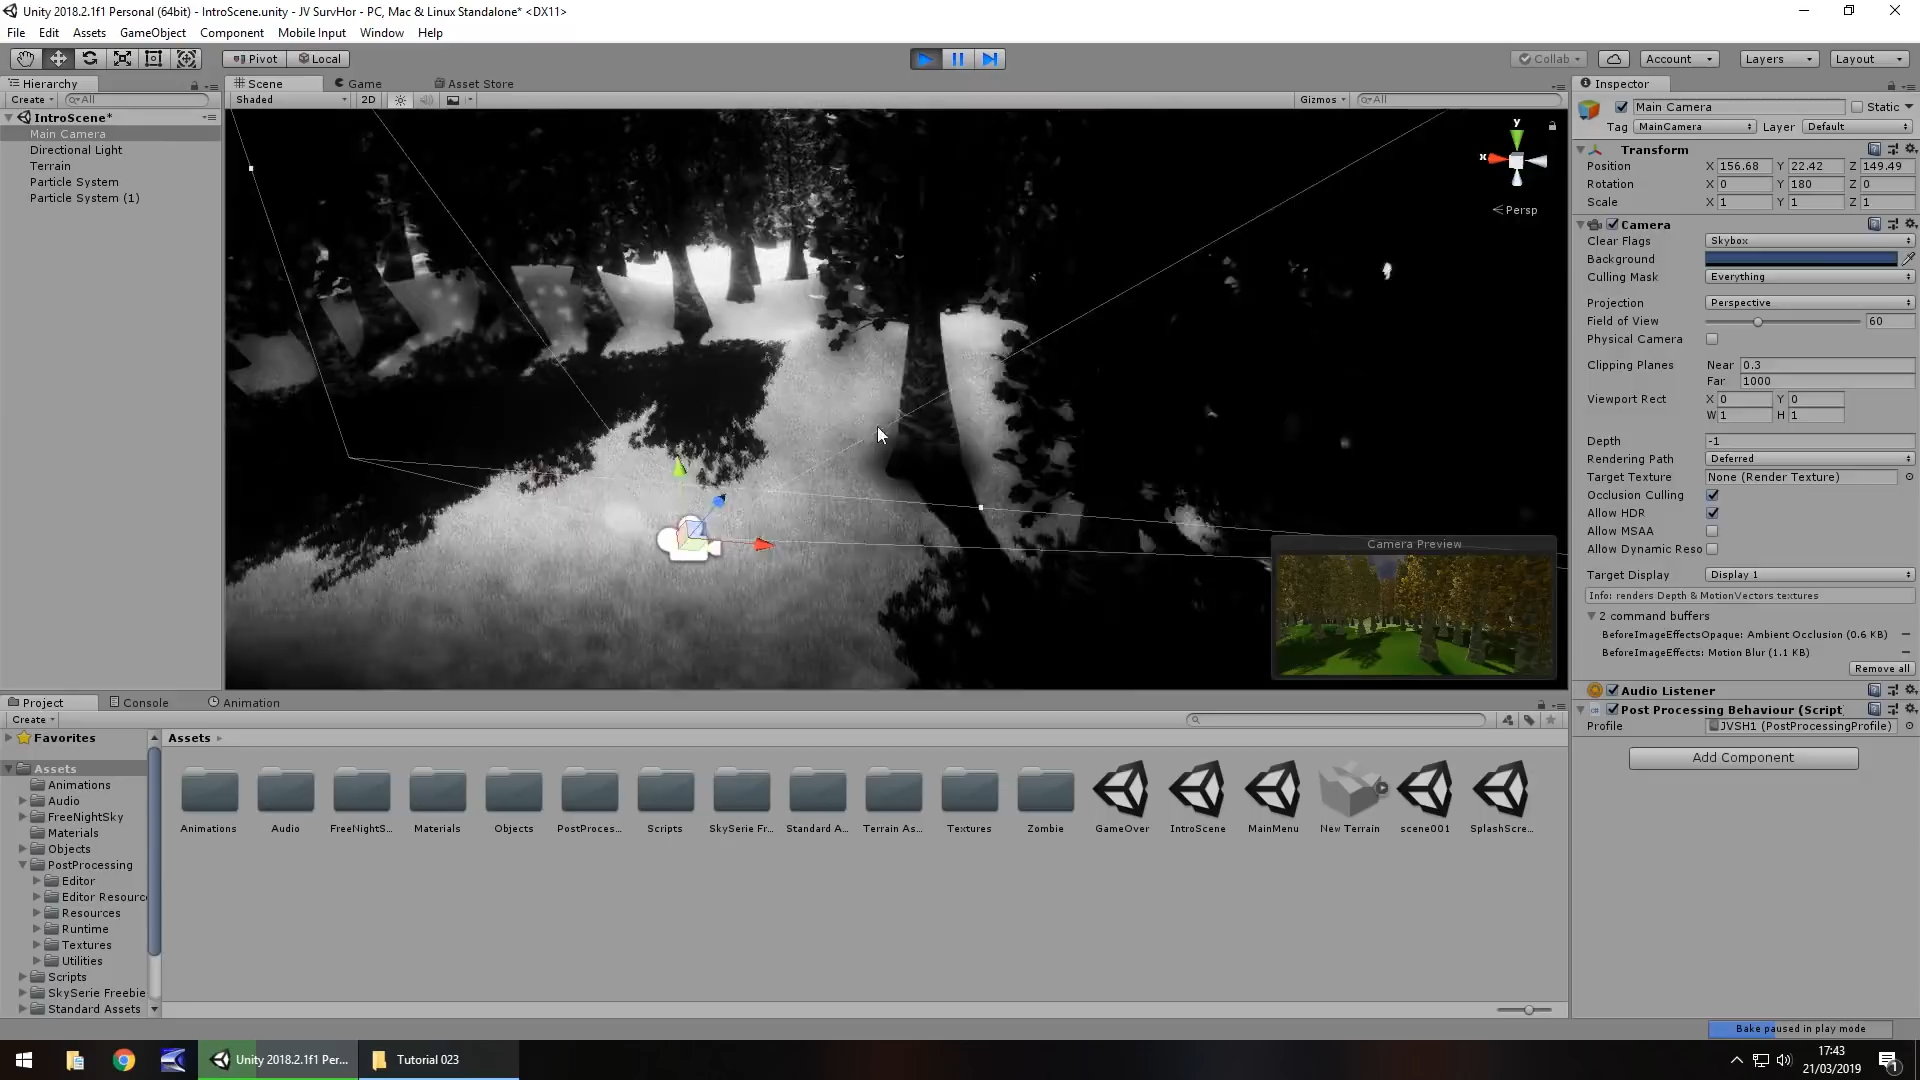 Unity 2018.2.1f1 Personal (64bit) - IntroScene.unity - JV SurvHor - PC, Mac & Linux Standalone* <DX11>
File Edit Assets GameObject Component Mobile Input Window Help
Pivot Local Collab Account Layers Layout
Hierarchy
Create All
IntroScene*
Main Camera
Directional Light
Terrain
Particle System
Particle System (1)
Scene Game Asset Store
Shaded 2D Gizmos All
y
x
Persp
Camera Preview
Inspector
Main Camera Static
Tag MainCamera Layer Default
Transform
Position X 156.68 Y 22.42 Z 149.49
Rotation X 0 Y 180 Z 0
Scale X 1 Y 1 Z 1
Camera
Clear Flags Skybox
Background
Culling Mask Everything
Projection Perspective
Field of View 60
Physical Camera
Clipping Planes Near 0.3
Far 1000
Viewport Rect X 0 Y 0
W 1 H 1
Depth -1
Rendering Path Deferred
Target Texture None (Render Texture)
Occlusion Culling
Allow HDR
Allow MSAA
Allow Dynamic Reso
Target Display Display 1
Info: renders Depth & MotionVectors textures
2 command buffers
BeforeImageEffectsOpaque: Ambient Occlusion (0.6 KB)
BeforeImageEffects: Motion Blur (1.1 KB)
Remove all
Audio Listener
Post Processing Behaviour (Script
Profile JVSH1 (PostProcessingProfile)
Add Component
Project Console Animation
Create
Favorites
Assets
Animations
Audio
FreeNightSky
Materials
Objects
PostProcessing
Editor
Editor Resourc
Resources
Runtime
Textures
Utilities
Scripts
SkySerie Freebie
Standard Assets
Assets
Animations Audio FreeNightS... Materials Objects PostProces... Scripts SkySerie Fr... Standard A... Terrain As... Textures Zombie GameOver IntroScene MainMenu New Terrain scene001 SplashScre...
Bake paused in play mode
Unity 2018.2.1f1 Per... Tutorial 023
17:43
21/03/2019
1